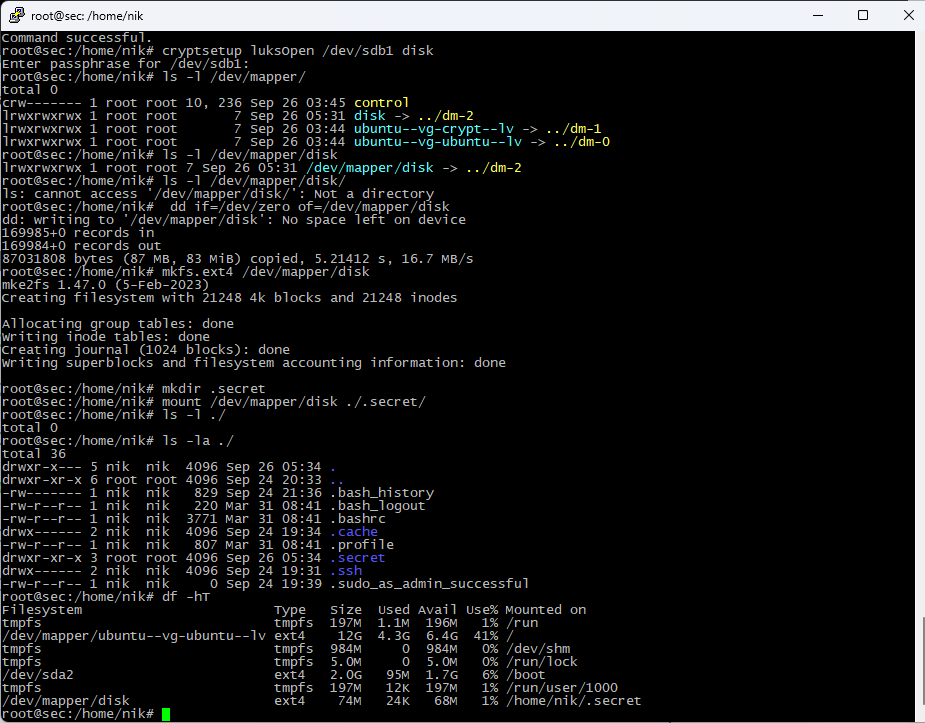 root@sec: /home/nik
Command successful.
root@sec:/home/nik# cryptsetup luksOpen /dev/sdb1 disk
Enter passphrase for /dev/sdb1:
root@sec:/home/nik# ls -l /dev/mapper/
total 0
crw------- 1 root root 10, 236 Sep 26 03:45 control
lrwxrwxrwx 1 root root       7 Sep 26 05:31 disk -> ../dm-2
lrwxrwxrwx 1 root root       7 Sep 26 03:44 ubuntu--vg-crypt--lv -> ../dm-1
lrwxrwxrwx 1 root root       7 Sep 26 03:44 ubuntu--vg-ubuntu--lv -> ../dm-0
root@sec:/home/nik# ls -l /dev/mapper/disk
lrwxrwxrwx 1 root root 7 Sep 26 05:31 /dev/mapper/disk -> ../dm-2
root@sec:/home/nik# ls -l /dev/mapper/disk/
ls: cannot access '/dev/mapper/disk/': Not a directory
root@sec:/home/nik#  dd if=/dev/zero of=/dev/mapper/disk
dd: writing to '/dev/mapper/disk': No space left on device
169985+0 records in
169984+0 records out
87031808 bytes (87 MB, 83 MiB) copied, 5.21412 s, 16.7 MB/s
root@sec:/home/nik# mkfs.ext4 /dev/mapper/disk
mke2fs 1.47.0 (5-Feb-2023)
Creating filesystem with 21248 4k blocks and 21248 inodes
Allocating group tables: done
Writing inode tables: done
Creating journal (1024 blocks): done
Writing superblocks and filesystem accounting information: done
root@sec:/home/nik# mkdir .secret
root@sec:/home/nik# mount /dev/mapper/disk ./.secret/
root@sec:/home/nik# ls -l ./
total 0
root@sec:/home/nik# ls -la ./
total 36
drwxr-x--- 5 nik  nik  4096 Sep 26 05:34 .
drwxr-xr-x 6 root root 4096 Sep 24 20:33 ..
-rw------- 1 nik  nik   829 Sep 24 21:36 .bash_history
-rw-r--r-- 1 nik  nik   220 Mar 31 08:41 .bash_logout
-rw-r--r-- 1 nik  nik  3771 Mar 31 08:41 .bashrc
drwx------ 2 nik  nik  4096 Sep 24 19:34 .cache
-rw-r--r-- 1 nik  nik   807 Mar 31 08:41 .profile
drwxr-xr-x 3 root root 4096 Sep 26 05:34 .secret
drwx------ 2 nik  nik  4096 Sep 24 19:31 .ssh
-rw-r--r-- 1 nik  nik     0 Sep 24 19:39 .sudo_as_admin_successful
root@sec:/home/nik# df -hT
Filesystem                        Type   Size  Used Avail Use% Mounted on
tmpfs                             tmpfs  197M  1.1M  196M   1% /run
/dev/mapper/ubuntu--vg-ubuntu--lv ext4    12G  4.3G  6.4G  41% /
tmpfs                             tmpfs  984M     0  984M   0% /dev/shm
tmpfs                             tmpfs  5.0M     0  5.0M   0% /run/lock
/dev/sda2                         ext4   2.0G   95M  1.7G   6% /boot
tmpfs                             tmpfs  197M   12K  197M   1% /run/user/1000
/dev/mapper/disk                  ext4    74M   24K   68M   1% /home/nik/.secret
root@sec:/home/nik#